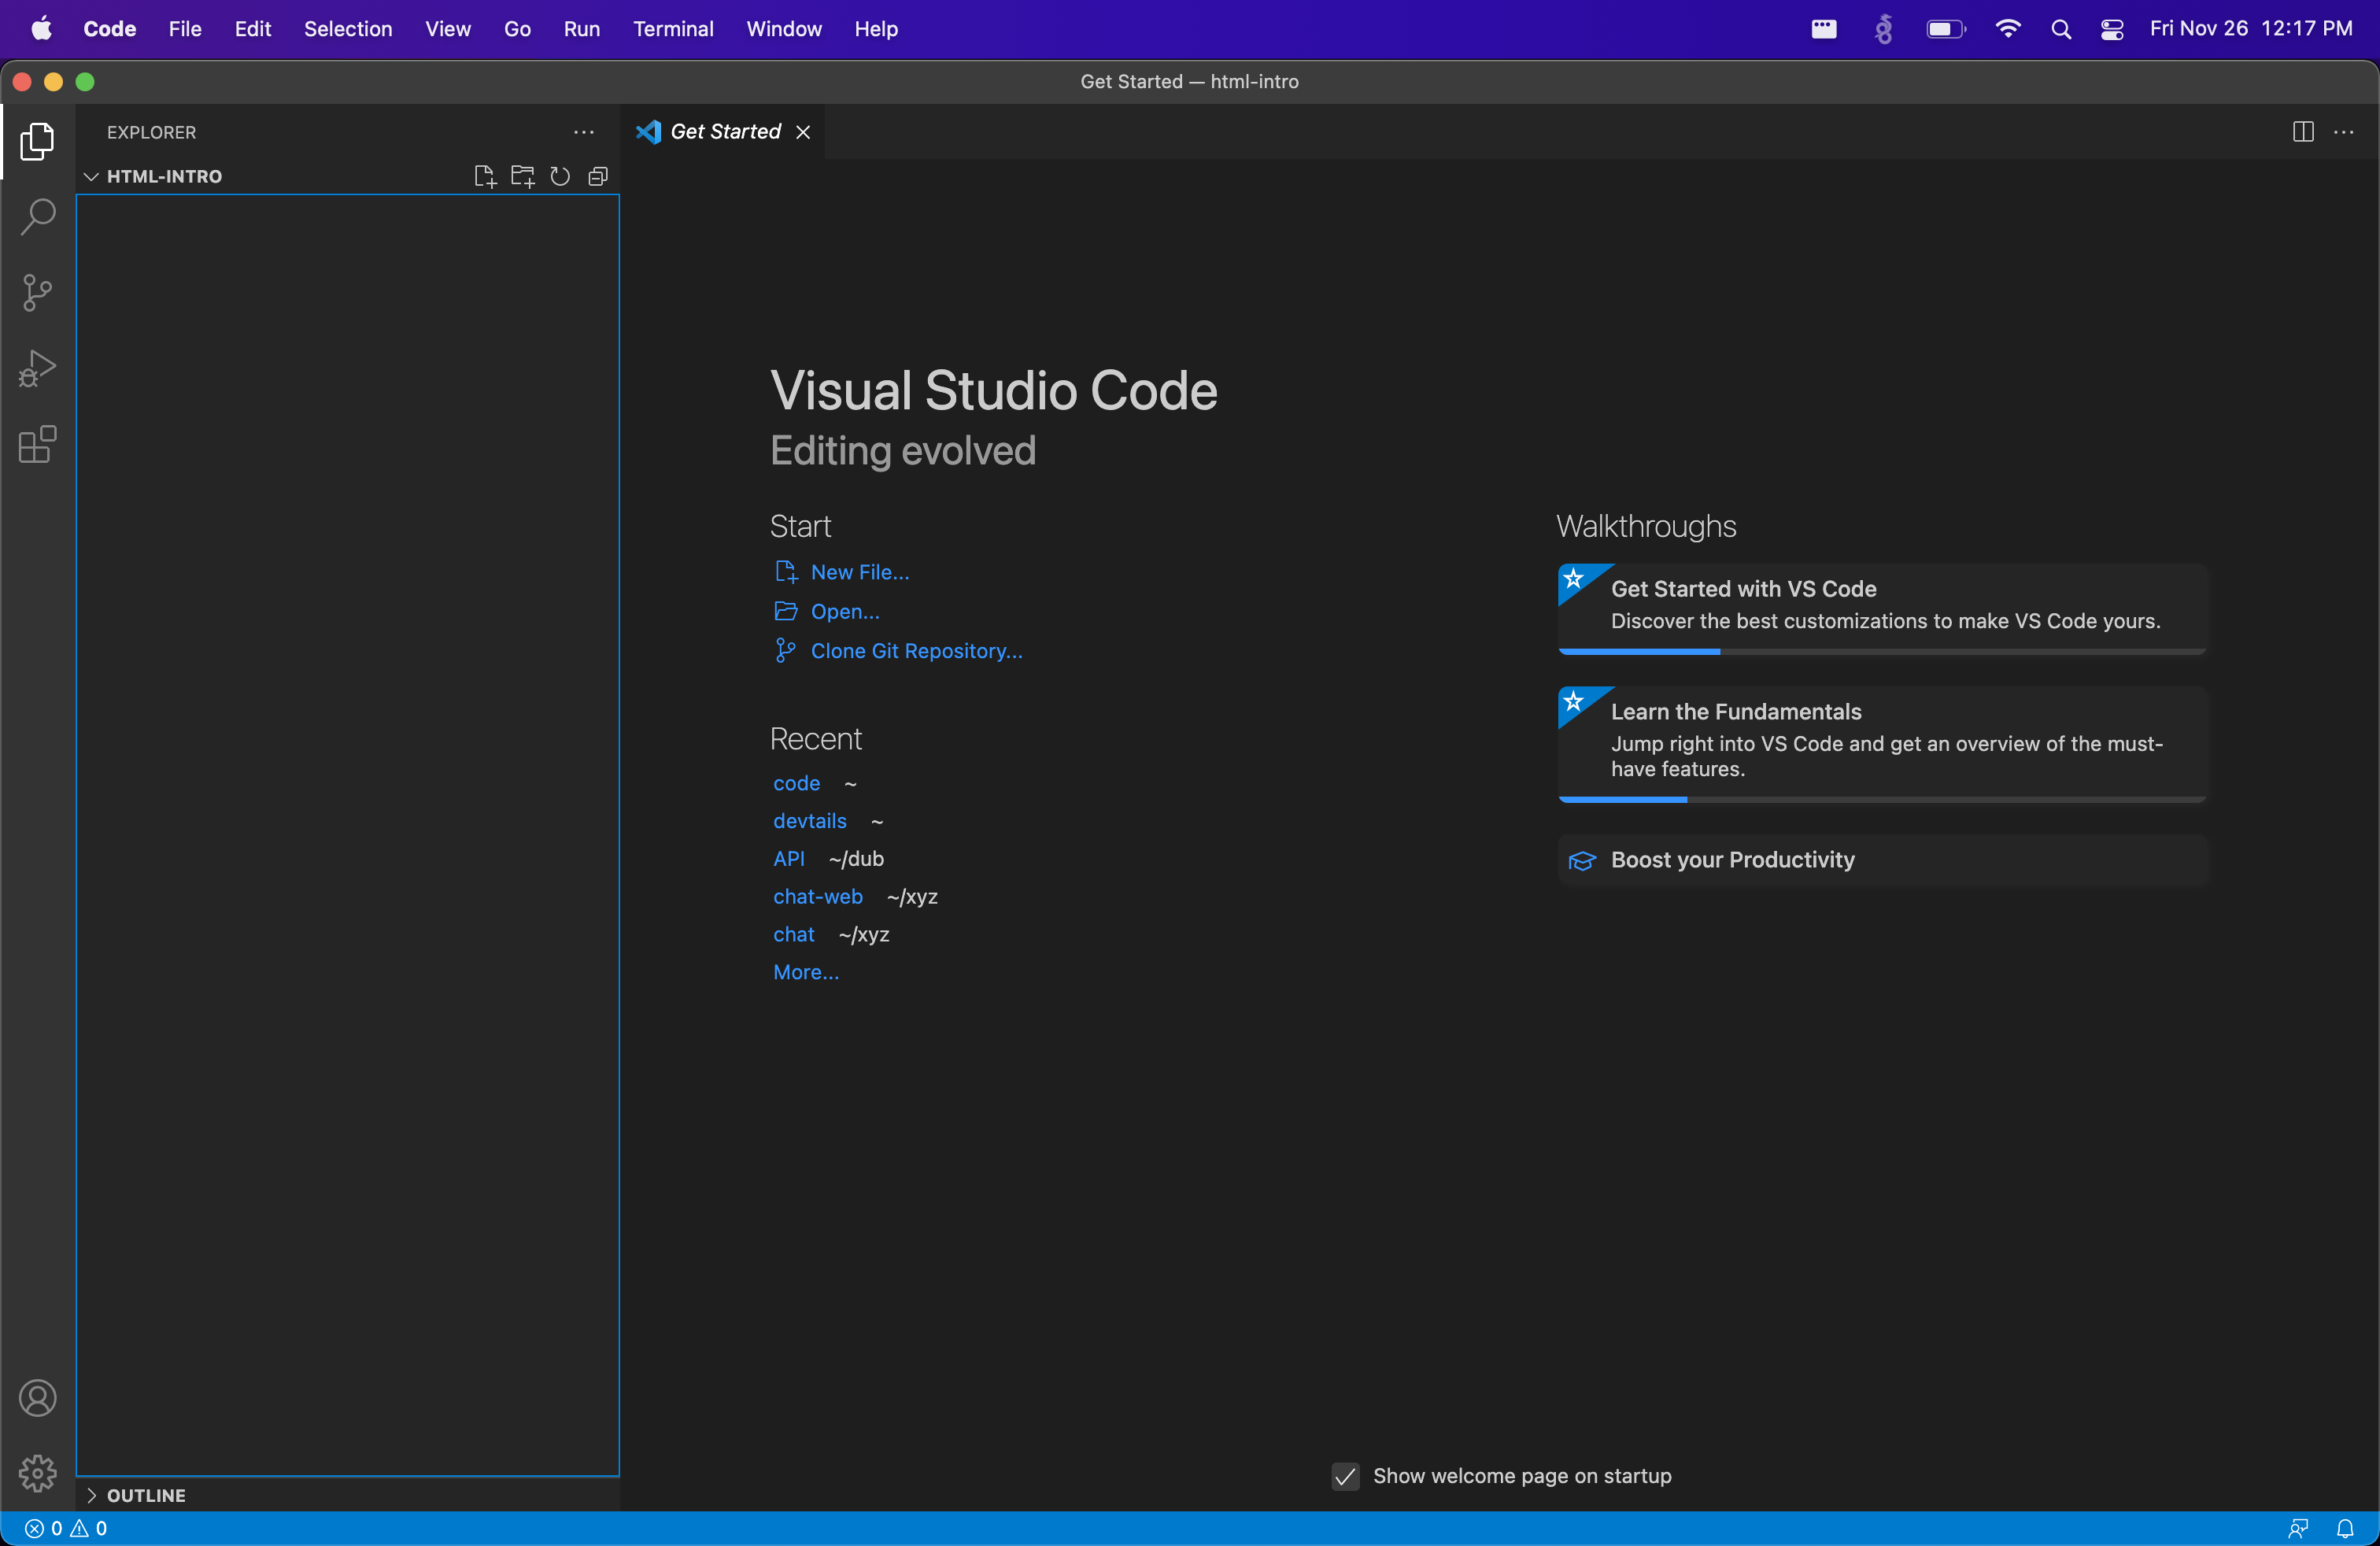 Code File Edit Selection View Go Run Terminal Window Help Fri Nov 26 12:17 PM
Get Started — html-intro
EXPLORER
HTML-INTRO
Get Started
Visual Studio Code
Editing evolved
Start
New File...
Open...
Clone Git Repository...
Recent
code ~
devtails ~
API ~/dub
chat-web ~/xyz
chat ~/xyz
More...
Walkthroughs
Get Started with VS Code
Discover the best customizations to make VS Code yours.
Learn the Fundamentals
Jump right into VS Code and get an overview of the must-
have features.
Boost your Productivity
Show welcome page on startup
OUTLINE
0 0